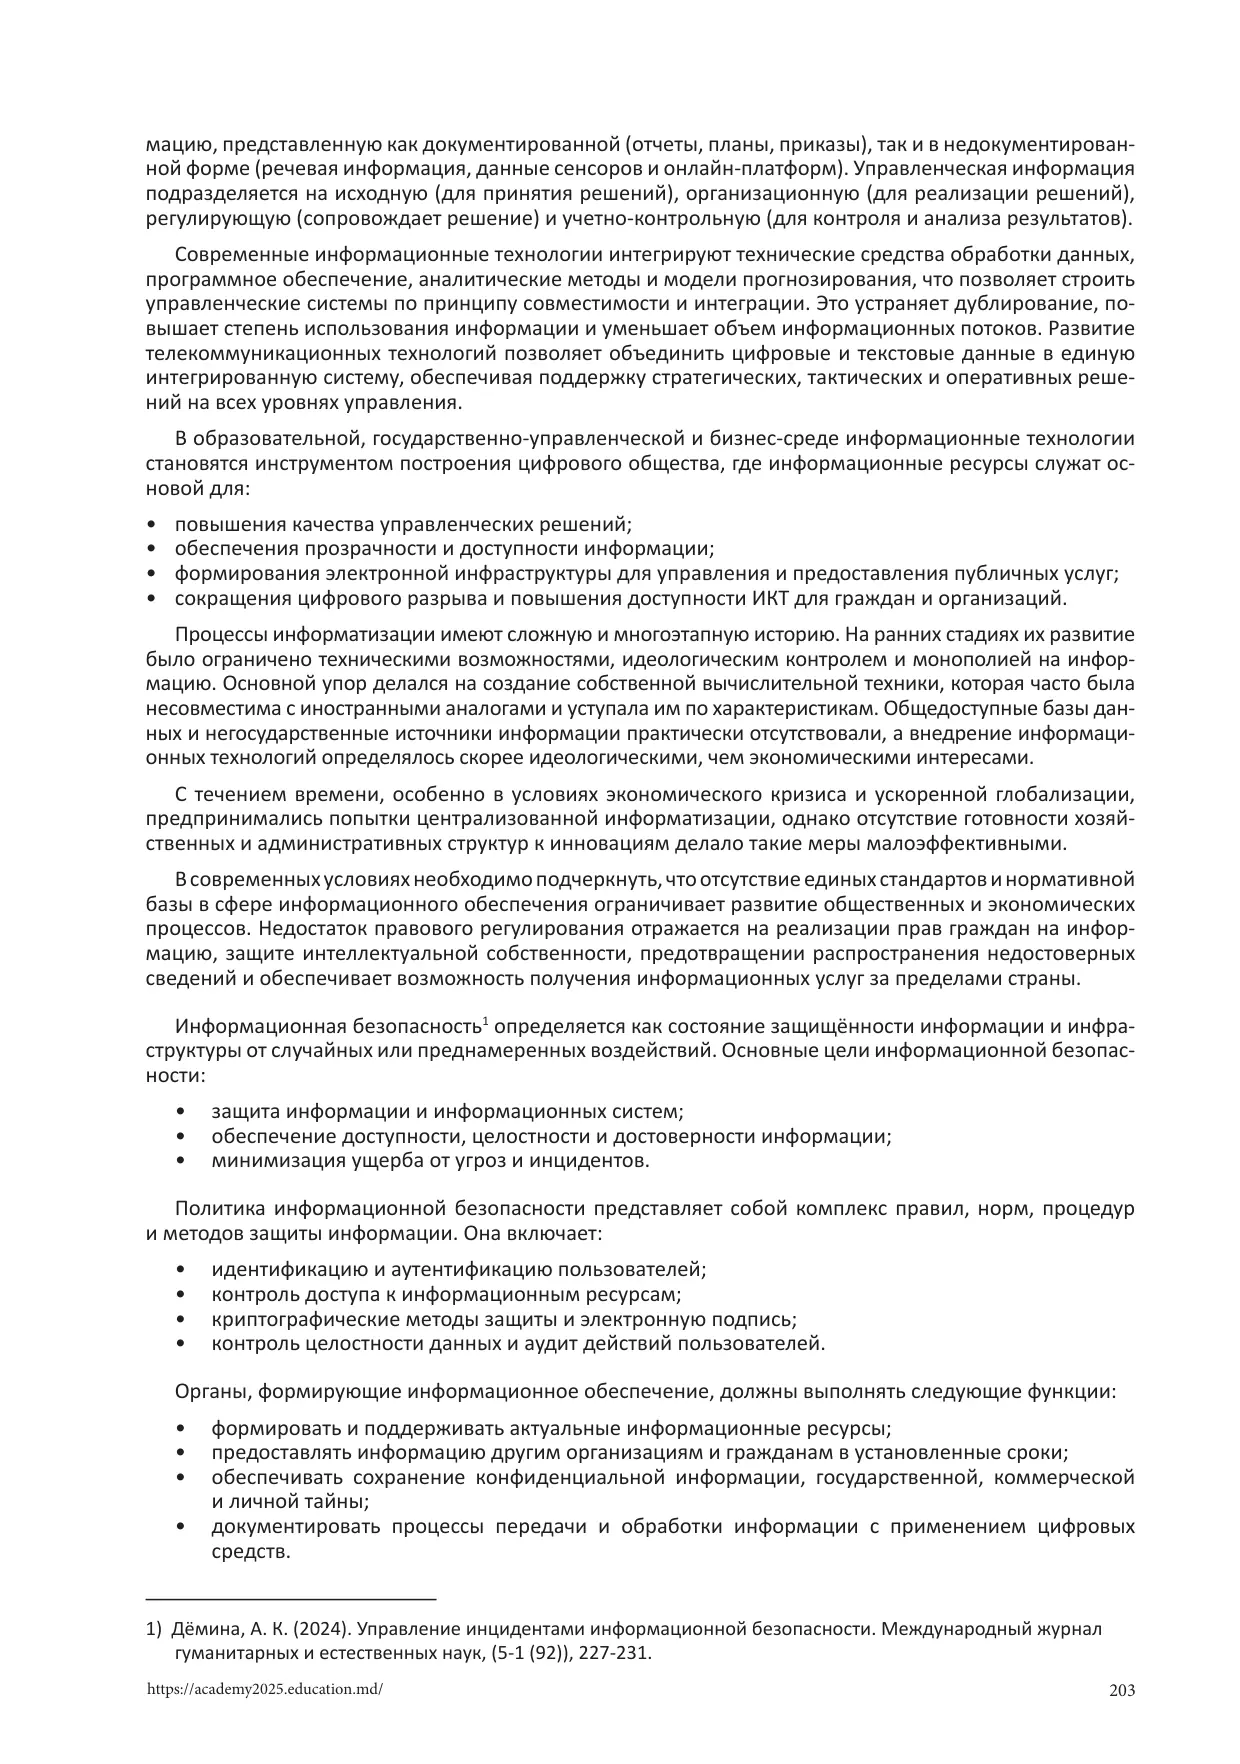 мацию, представленную как документированной (отчеты, планы, приказы), так и в недокументирован-
ной форме (речевая информация, данные сенсоров и онлайн-платформ). Управленческая информация
подразделяется на исходную (для принятия решений), организационную (для реализации решений),
регулирующую (сопровождает решение) и учетно-контрольную (для контроля и анализа результатов).
Современные информационные технологии интегрируют технические средства обработки данных,
программное обеспечение, аналитические методы и модели прогнозирования, что позволяет строить
управленческие системы по принципу совместимости и интеграции. Это устраняет дублирование, по-
вышает степень использования информации и уменьшает объем информационных потоков. Развитие
телекоммуникационных технологий позволяет объединить цифровые и текстовые данные в единую
интегрированную систему, обеспечивая поддержку стратегических, тактических и оперативных реше-
ний на всех уровнях управления.
В образовательной, государственно-управленческой и бизнес-среде информационные технологии
становятся инструментом построения цифрового общества, где информационные ресурсы служат ос-
новой для:
• повышения качества управленческих решений;
• обеспечения прозрачности и доступности информации;
• формирования электронной инфраструктуры для управления и предоставления публичных услуг;
• сокращения цифрового разрыва и повышения доступности ИКТ для граждан и организаций.
Процессы информатизации имеют сложную и многоэтапную историю. На ранних стадиях их развитие
было ограничено техническими возможностями, идеологическим контролем и монополией на инфор-
мацию. Основной упор делался на создание собственной вычислительной техники, которая часто была
несовместима с иностранными аналогами и уступала им по характеристикам. Общедоступные базы дан-
ных и негосударственные источники информации практически отсутствовали, а внедрение информаци-
онных технологий определялось скорее идеологическими, чем экономическими интересами.
С течением времени, особенно в условиях экономического кризиса и ускоренной глобализации,
предпринимались попытки централизованной информатизации, однако отсутствие готовности хозяй-
ственных и административных структур к инновациям делало такие меры малоэффективными.
В современных условиях необходимо подчеркнуть, что отсутствие единых стандартов и нормативной
базы в сфере информационного обеспечения ограничивает развитие общественных и экономических
процессов. Недостаток правового регулирования отражается на реализации прав граждан на инфор-
мацию, защите интеллектуальной собственности, предотвращении распространения недостоверных
сведений и обеспечивает возможность получения информационных услуг за пределами страны.
Информационная безопасность1 определяется как состояние защищённости информации и инфра-
структуры от случайных или преднамеренных воздействий. Основные цели информационной безопас-
ности:
• защита информации и информационных систем;
• обеспечение доступности, целостности и достоверности информации;
• минимизация ущерба от угроз и инцидентов.
Политика информационной безопасности представляет собой комплекс правил, норм, процедур
и методов защиты информации. Она включает:
• идентификацию и аутентификацию пользователей;
• контроль доступа к информационным ресурсам;
• криптографические методы защиты и электронную подпись;
• контроль целостности данных и аудит действий пользователей.
Органы, формирующие информационное обеспечение, должны выполнять следующие функции:
• формировать и поддерживать актуальные информационные ресурсы;
• предоставлять информацию другим организациям и гражданам в установленные сроки;
• обеспечивать сохранение конфиденциальной информации, государственной, коммерческой
и личной тайны;
• документировать процессы передачи и обработки информации с применением цифровых
средств.
1) Дёмина, А. К. (2024). Управление инцидентами информационной безопасности. Международный журнал
гуманитарных и естественных наук, (5-1 (92)), 227-231.
https://academy2025.education.md/
203